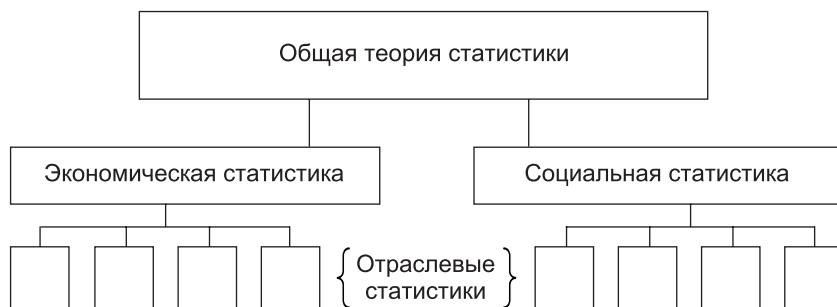 Общая теория статистики
Экономическая статистика
Социальная статистика
Отраслевые
статистики